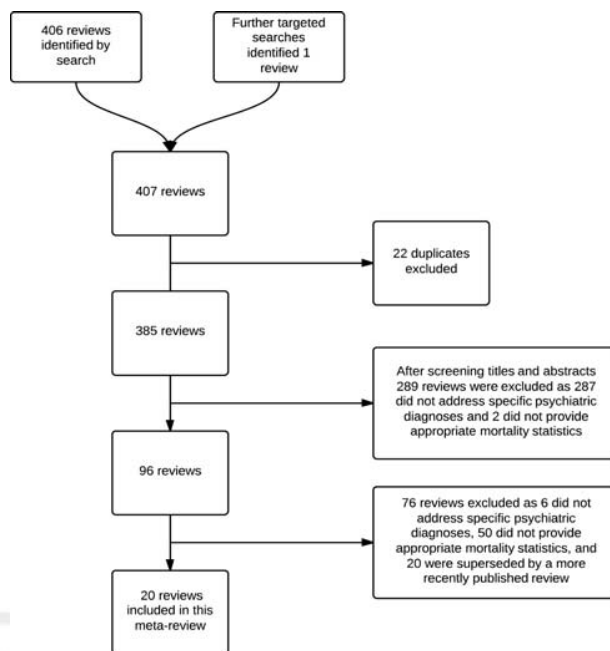 406 reviews
identified by
search
Further targeted
searches
identified 1
review
407 reviews
22 duplicates
excluded
385 reviews
After screening titles and abstracts
289 reviews were excluded as 287
did not address specific psychiatric
diagnoses and 2 did not provide
appropriate mortality statistics
96 reviews
76 reviews excluded as 6 did not
address specific psychiatric
diagnoses, 50 did not provide
appropriate mortality statistics, and
20 were superseded by a more
recently published review
20 reviews
included in this
meta-review